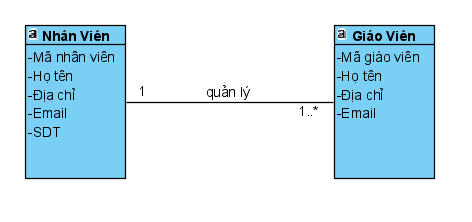 a Nhân Viên
-Mã nhân viên
-Họ tên
-Địa chỉ
-Email
-SDT
1
quản lý
1..*
a Giáo Viên
-Mã giáo viên
-Họ tên
-Địa chỉ
-Email